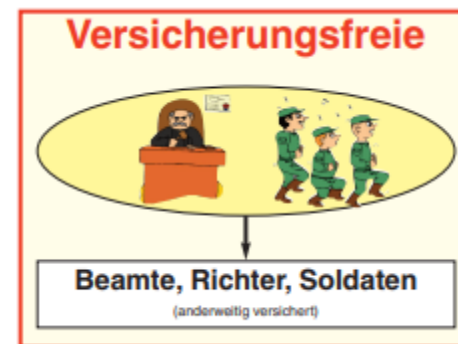 Versicherungsfreie
Beamte, Richter, Soldaten
(anderweitig versichert)